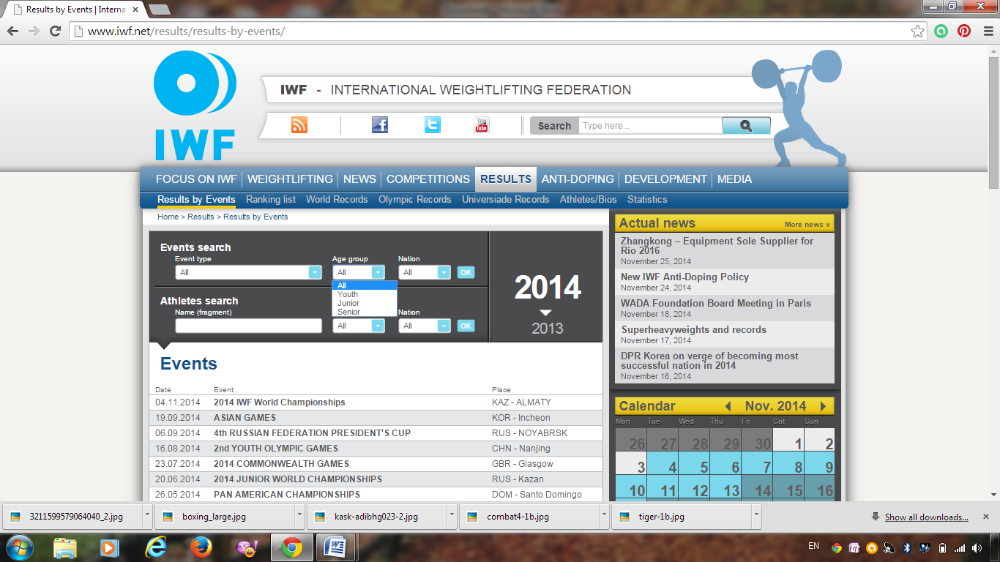 Results by Events | Interna
www.iwf.net/results/results-by-events/
IWF
IWF - INTERNATIONAL WEIGHTLIFTING FEDERATION
You Tube
Search Type here...
FOCUS ON IWF WEIGHTLIFTING NEWS COMPETITIONS RESULTS ANTI-DOPING DEVELOPMENT MEDIA
Results by Events Ranking list World Records Olympic Records Universiade Records Athletes/Bios Statistics
Home > Results > Results by Events
Events search
Event type Age group Nation
All All All OK
All
Youth
Junior
Senior
Athletes search
Name (fragment) Nation
All All OK
2014
2013
Events
Date Event Place
04.11.2014 2014 IWF World Championships KAZ - ALMATY
19.09.2014 ASIAN GAMES KOR - Incheon
06.09.2014 4th RUSSIAN FEDERATION PRESIDENT'S CUP RUS - NOYABRSK
16.08.2014 2nd YOUTH OLYMPIC GAMES CHN - Nanjing
23.07.2014 2014 COMMONWEALTH GAMES GBR - Glasgow
20.06.2014 2014 JUNIOR WORLD CHAMPIONSHIPS RUS - Kazan
26.05.2014 PAN AMERICAN CHAMPIONSHIPS DOM - Santo Domingo
Actual news More news »
Zhangkong – Equipment Sole Supplier for
Rio 2016
November 25, 2014
New IWF Anti-Doping Policy
November 24, 2014
WADA Foundation Board Meeting in Paris
November 18, 2014
Superheavyweights and records
November 17, 2014
DPR Korea on verge of becoming most
successful nation in 2014
November 16, 2014
Calendar Nov. 2014
Mon Tue Wed Thu Fri Sat Sun
26 27 28 29 30 1 2
3 4 5 6 7 8 9
10 11 12 13 14 15 16
3211599579064040_2.jpg boxing_large.jpg kask-adibhg023-2.jpg combat4-1b.jpg tiger-1b.jpg Show all downloads...
EN